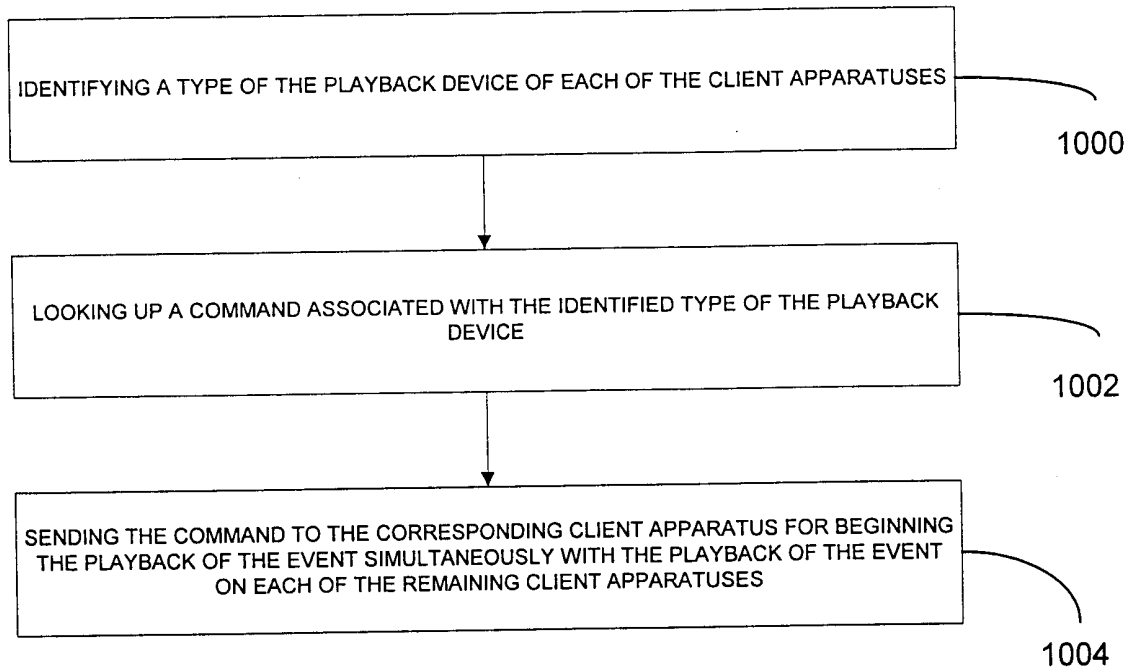 IDENTIFYING A TYPE OF THE PLAYBACK DEVICE OF EACH OF THE CLIENT APPARATUSES
1000
LOOKING UP A COMMAND ASSOCIATED WITH THE IDENTIFIED TYPE OF THE PLAYBACK
DEVICE
1002
SENDING THE COMMAND TO THE CORRESPONDING CLIENT APPARATUS FOR BEGINNING
THE PLAYBACK OF THE EVENT SIMULTANEOUSLY WITH THE PLAYBACK OF THE EVENT
ON EACH OF THE REMAINING CLIENT APPARATUSES
1004